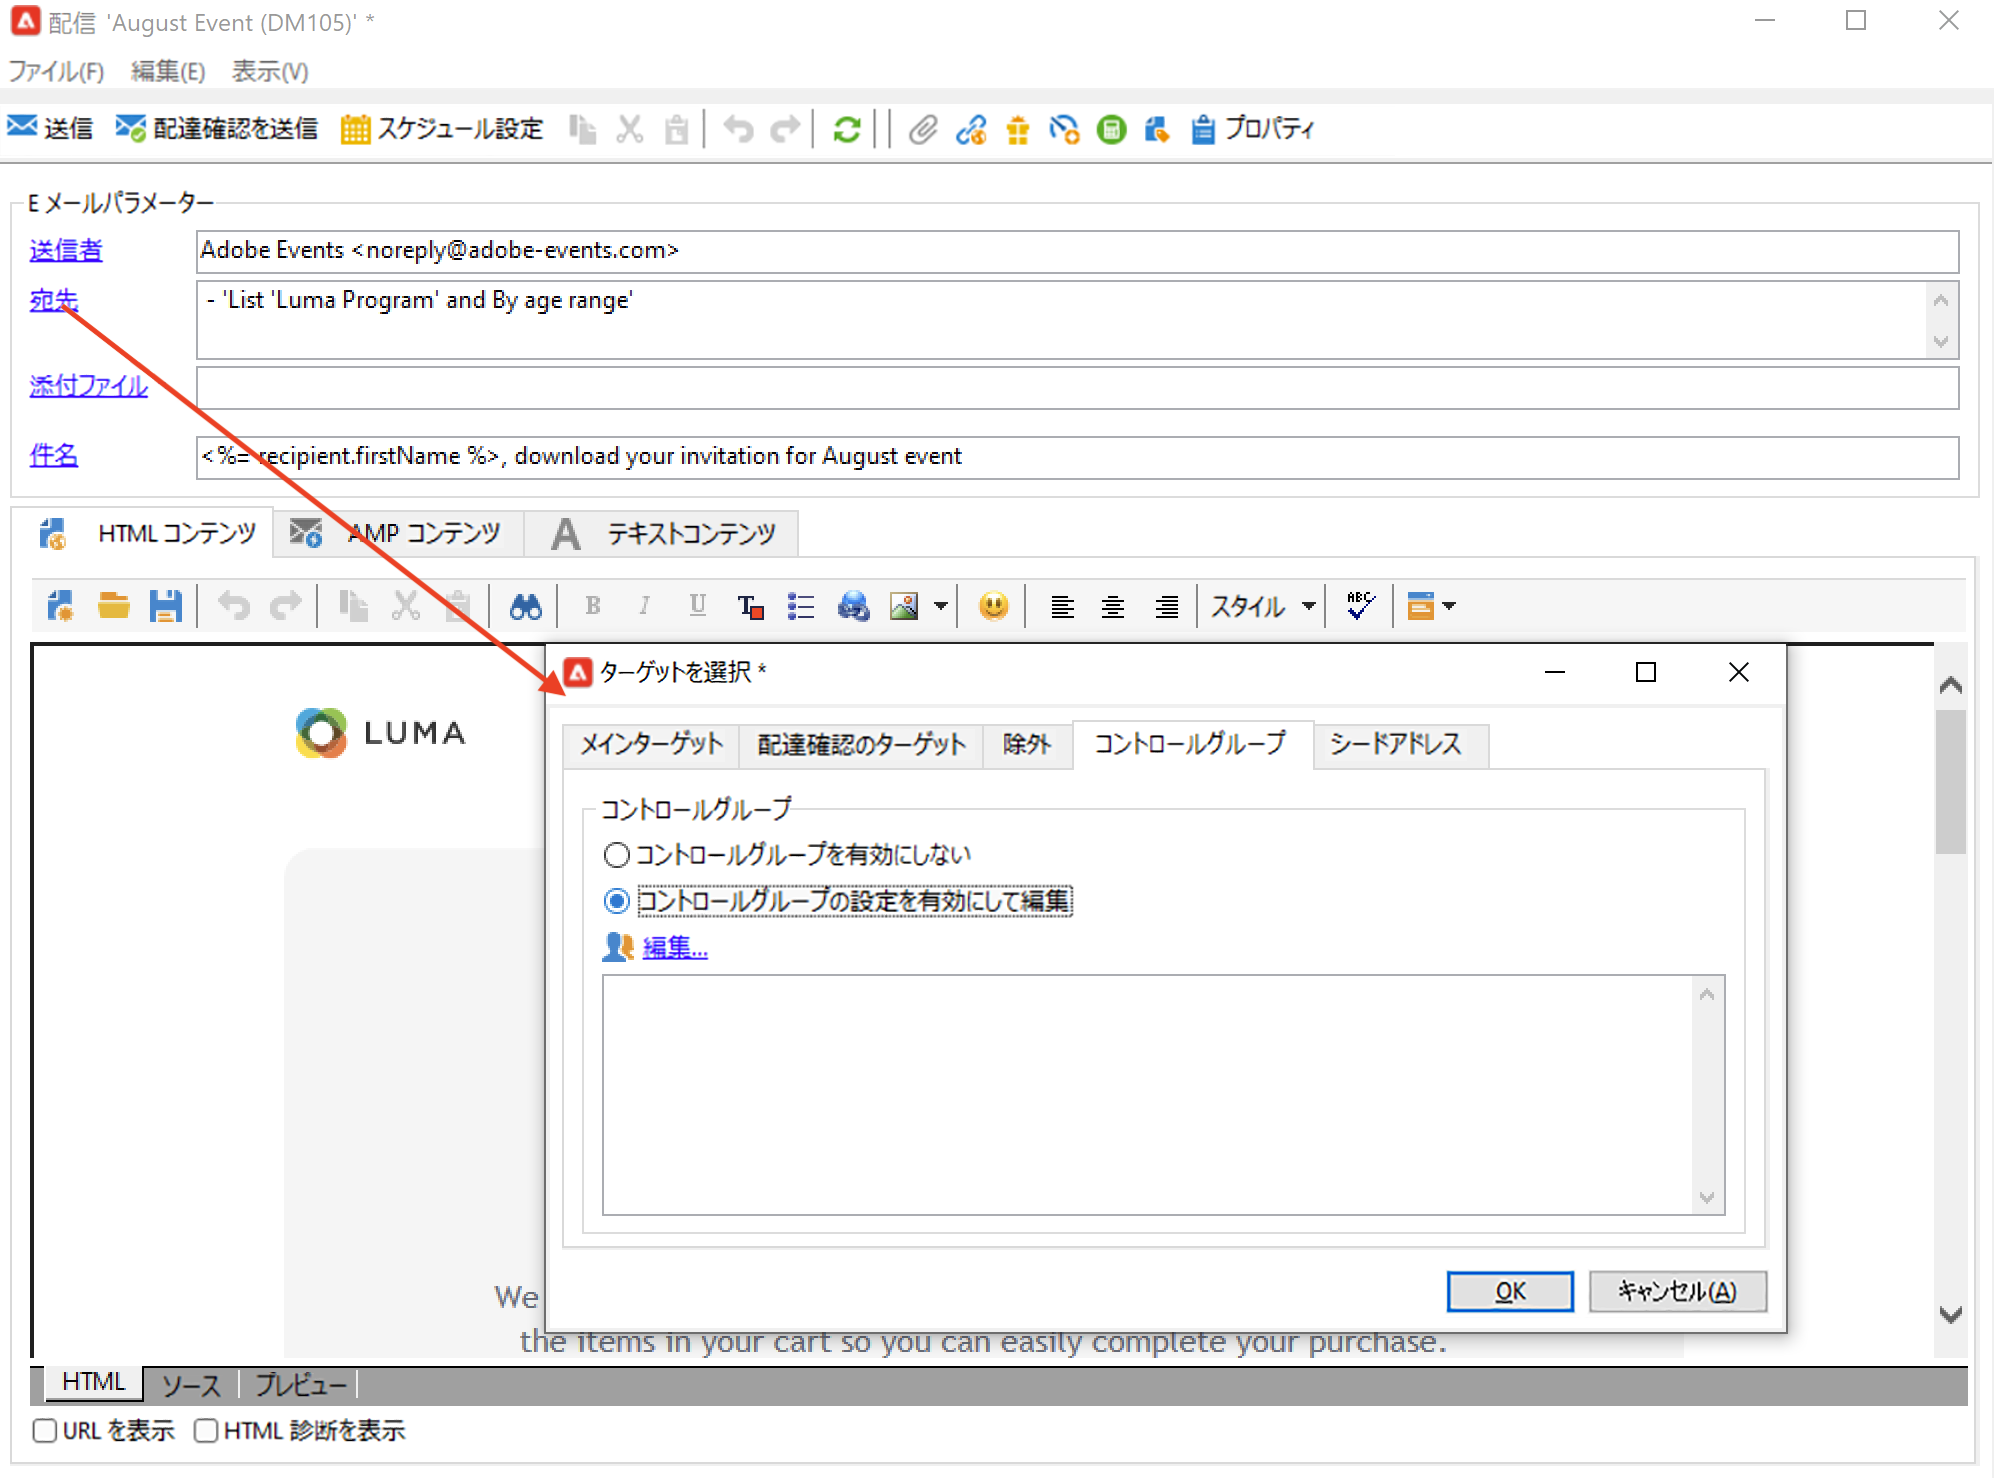 配信 'August Event (DM105)' *
ファイル(F) 編集(E) 表示(V)
送信 配達確認を送信 スケジュール設定 プロパティ
E メールパラメーター
送信者 Adobe Events <noreply@adobe-events.com>
宛先 - 'List 'Luma Program' and By age range'
添付ファイル
件名 <%= recipient.firstName %>, download your invitation for August event
HTML コンテンツ AMP コンテンツ A テキストコンテンツ
B I U T スタイル ABC
ターゲットを選択 *
LUMA
メインターゲット 配達確認のターゲット 除外 コントロールグループ シードアドレス
コントロールグループ
コントロールグループを有効にしない
コントロールグループの設定を有効にして編集
編集...
OK キャンセル(A)
We
the items in your cart so you can easily complete your purchase.
HTML ソース プレビュー
URL を表示 HTML 診断を表示